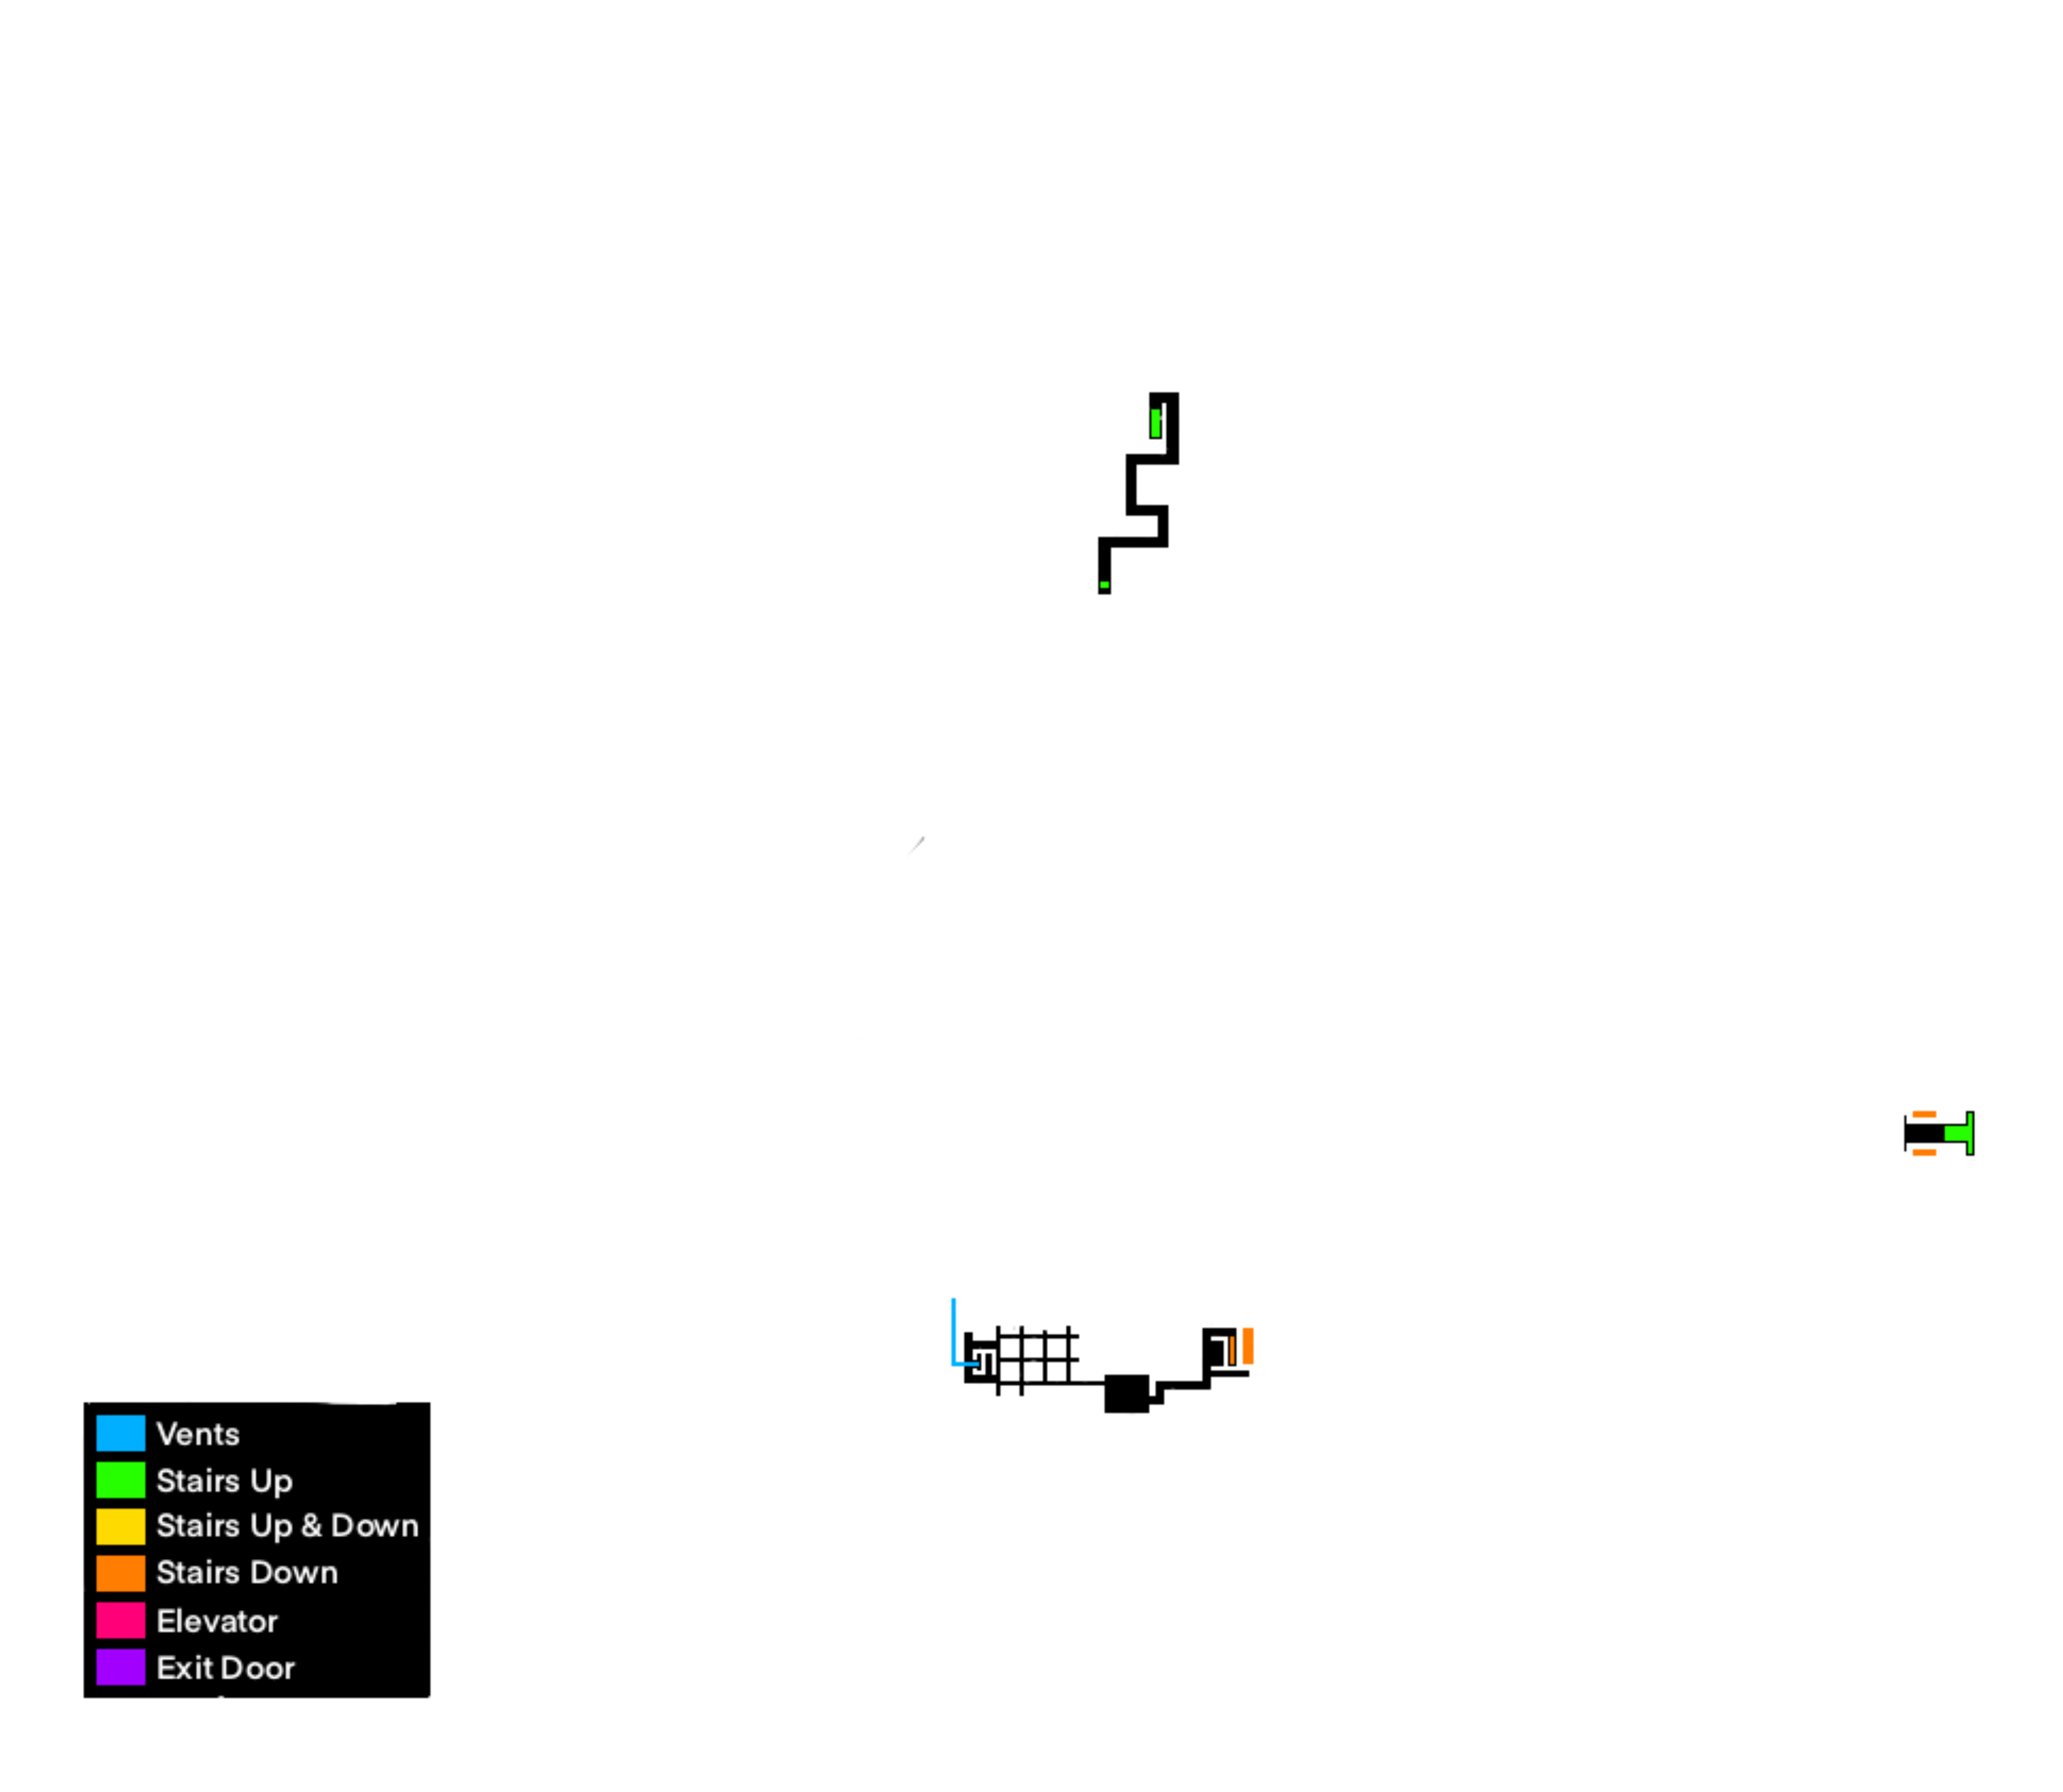 Vents
Stairs Up
Stairs Up & Down
Stairs Down
Elevator
Exit Door